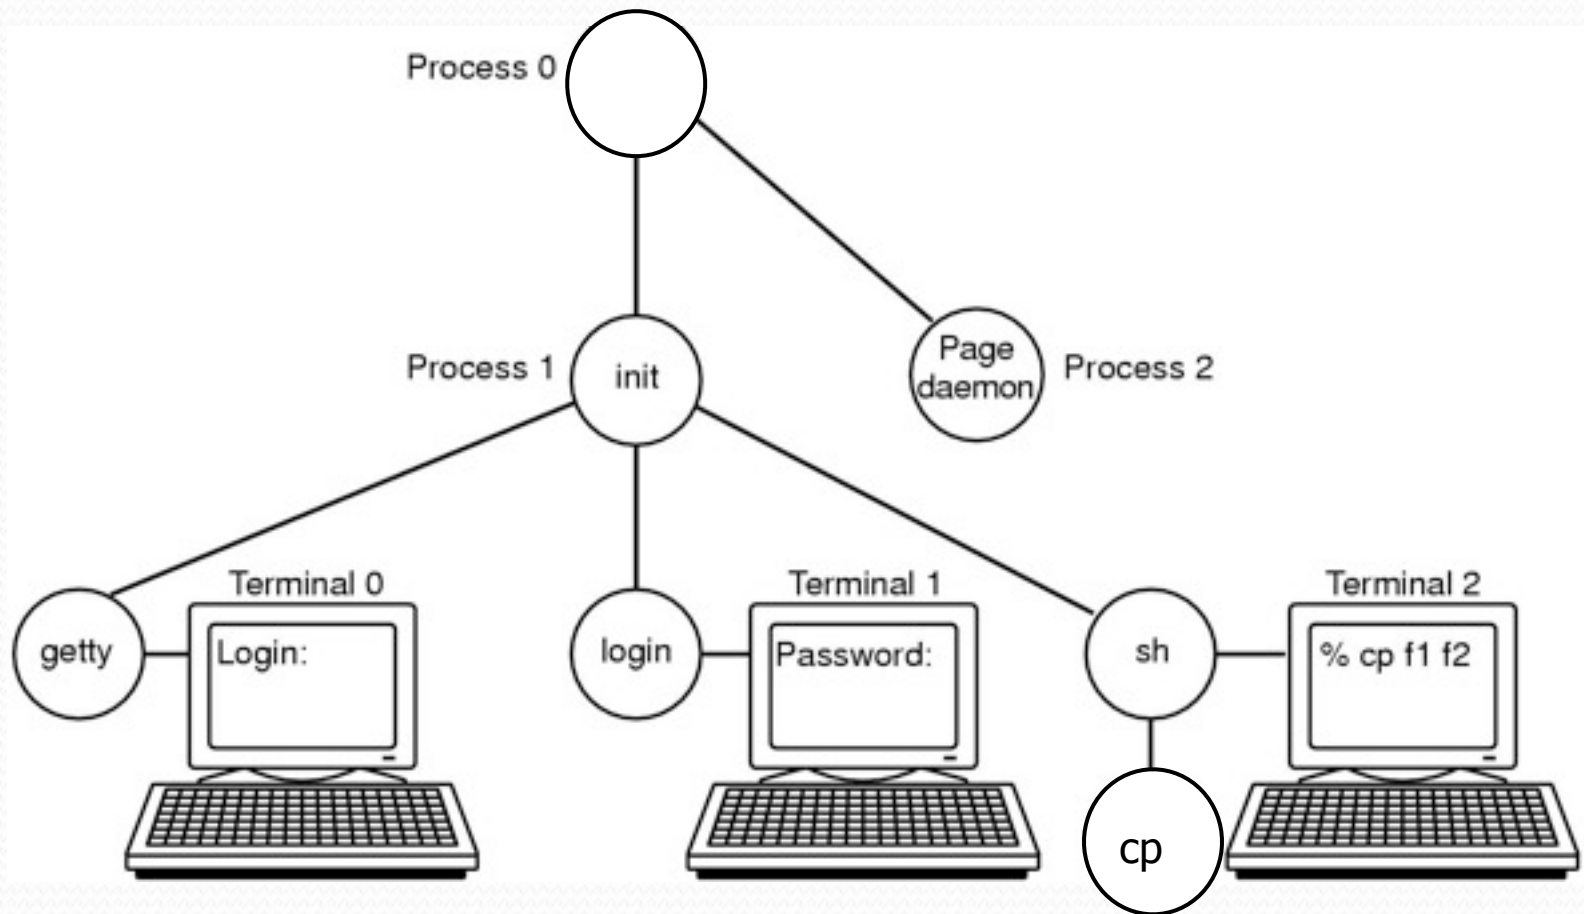 Process 0
Process 1
init
Page
daemon
Process 2
Terminal 0
Terminal 1
Terminal 2
getty
Login:
login
Password:
sh
% cp f1 f2
cp